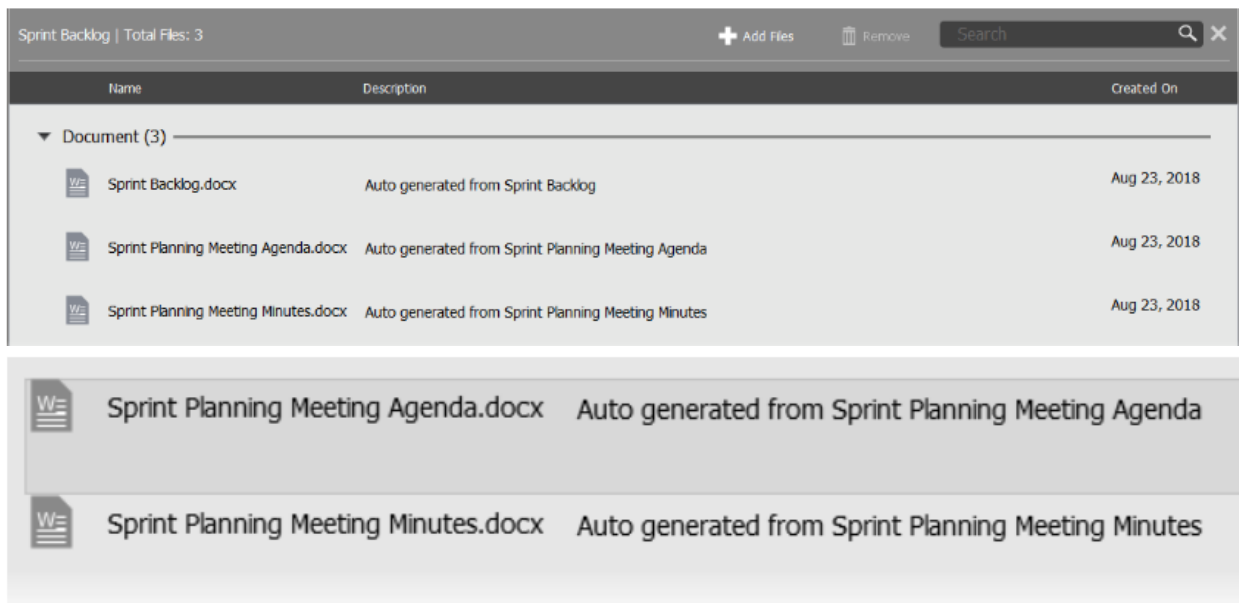 Sprint Backlog | Total Files: 3 Add Files Remove Search
Name Description Created On
Document (3)
Sprint Backlog.docx Auto generated from Sprint Backlog Aug 23, 2018
Sprint Planning Meeting Agenda.docx Auto generated from Sprint Planning Meeting Agenda Aug 23, 2018
Sprint Planning Meeting Minutes.docx Auto generated from Sprint Planning Meeting Minutes Aug 23, 2018
Sprint Planning Meeting Agenda.docx Auto generated from Sprint Planning Meeting Agenda
Sprint Planning Meeting Minutes.docx Auto generated from Sprint Planning Meeting Minutes